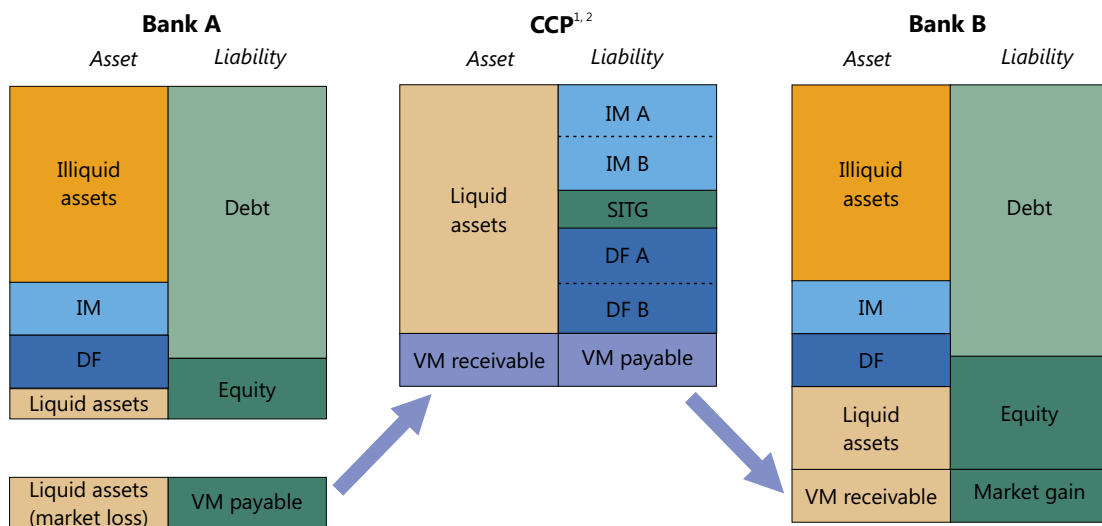 Bank A
Asset
Liability
Illiquid
assets
Debt
IM
DF
Equity
Liquid assets
Liquid assets
(market loss)
VM payable
CCP1, 2
Asset
Liability
Liquid
assets
IM A
IM B
SITG
DF A
DF B
VM receivable
VM payable
Bank B
Asset
Liability
Illiquid
assets
Debt
IM
DF
Liquid
assets
Equity
VM receivable
Market gain